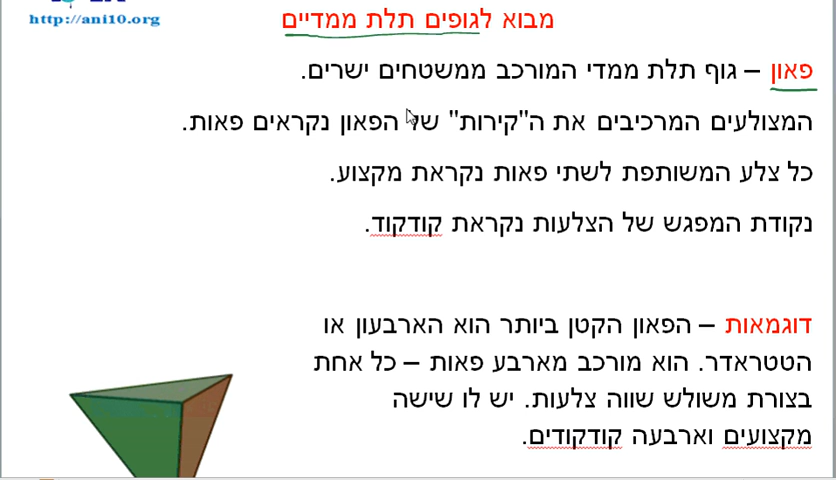 http://ani10.org
מבוא לגופים תלת ממדיים
פאון – גוף תלת ממדי המורכב ממשטחים ישרים.
המצולעים המרכיבים את ה"קירות" של הפאון נקראים פאות.
כל צלע המשותפת לשתי פאות נקראת מקצוע.
נקודת המפגש של הצלעות נקראת קודקוד.
דוגמאות – הפאון הקטן ביותר הוא הארבעון או
הטטראדר. הוא מורכב מארבע פאות – כל אחת
בצורת משולש שווה צלעות. יש לו שישה
מקצועים וארבעה קודקודים.